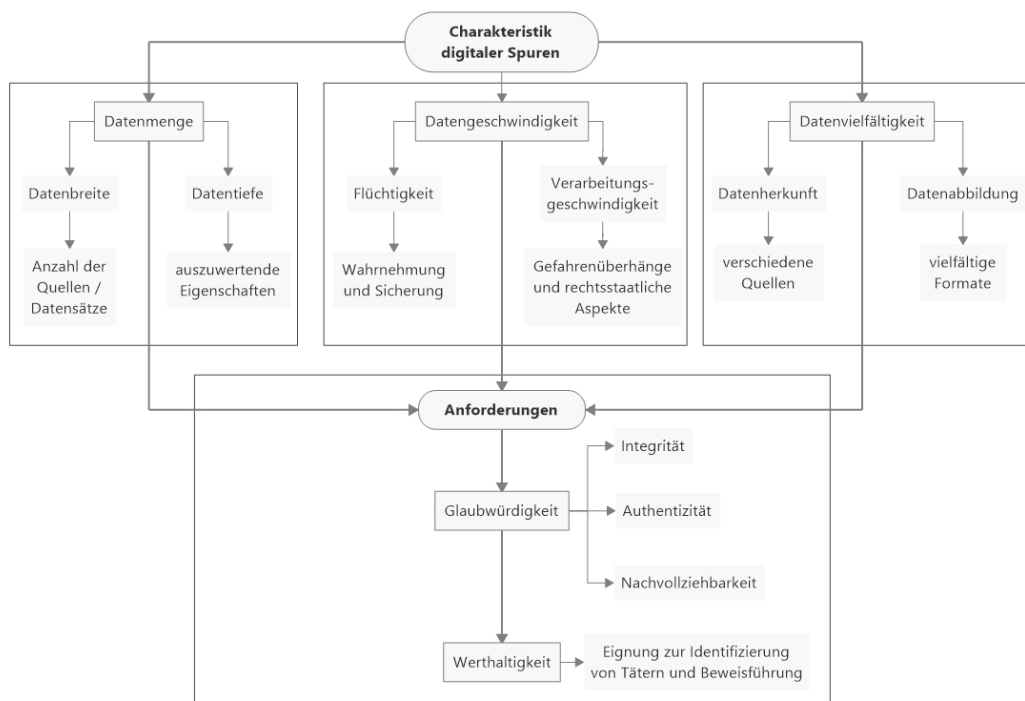 Charakteristik
digitaler Spuren
Datenmenge
Datenbreite
Datentiefe
Anzahl der
Quellen /
Datensätze
auszuwertende
Eigenschaften
Datengeschwindigkeit
Flüchtigkeit
Verarbeitungs-
geschwindigkeit
Wahrnehmung
und Sicherung
Gefahrenüberhänge
und rechtsstaatliche
Aspekte
Datenvielfältigkeit
Datenherkunft
Datenabbildung
verschiedene
Quellen
vielfältige
Formate
Anforderungen
Glaubwürdigkeit
Integrität
Authentizität
Nachvollziehbarkeit
Werthaltigkeit
Eignung zur Identifizierung
von Tätern und Beweisführung